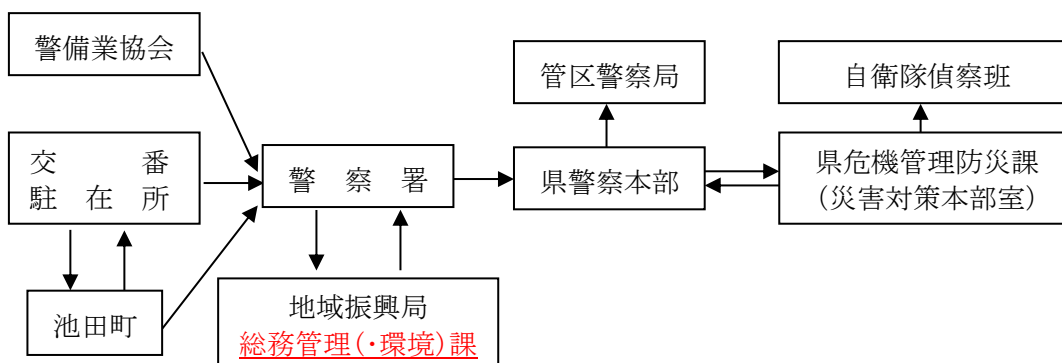 警備業協会
管区警察局
自衛隊偵察班
交番
駐在所
警察署
県警察本部
県危機管理防災課
(災害対策本部室)
池田町
地域振興局
総務管理(・環境)課